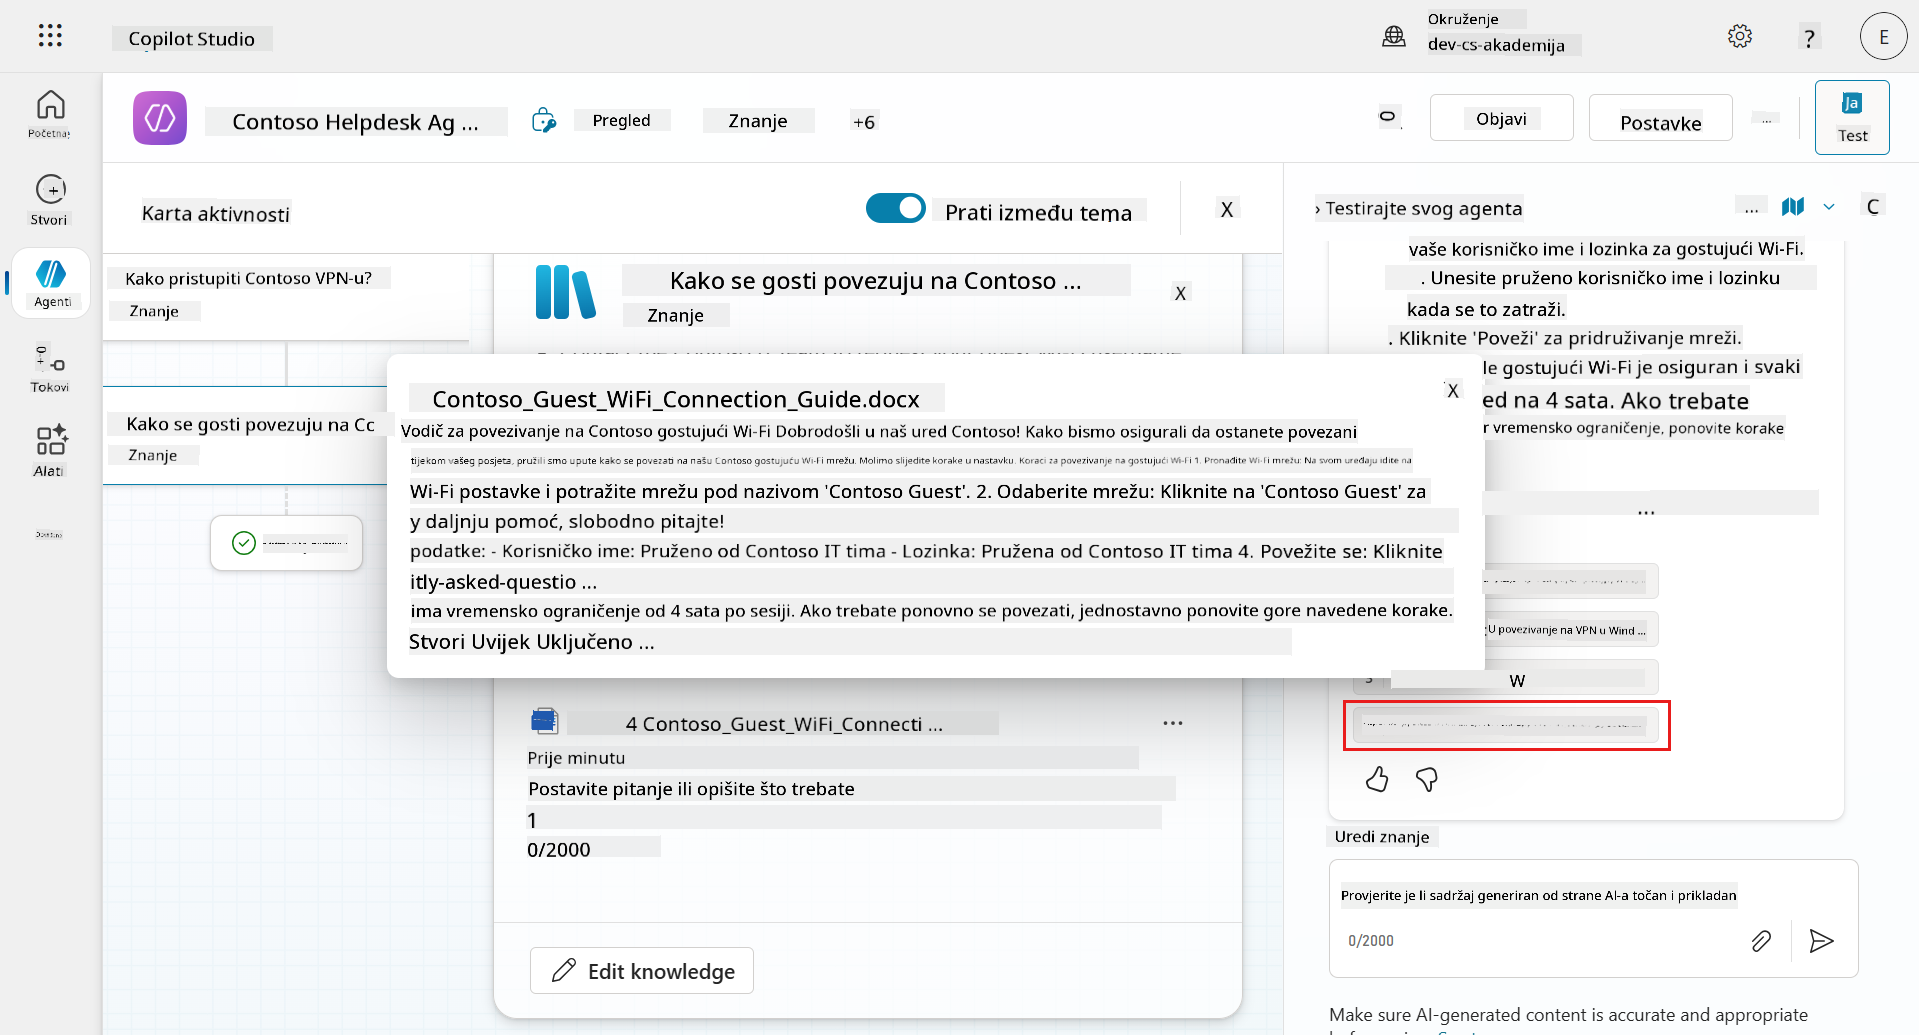 Copilot Studio
Okruženje
dev-cs-akademija
?
E
Početna
Stvori
Agenti
Tokovi
Alati
Contoso Helpdesk Ag ...
Pregled
Znanje
+6
Objavi
Postavke
...
Ja
Test
Karta aktivnosti
Prati između tema
X
Kako pristupiti Contoso VPN-u?
Znanje
Kako se gosti povezuju na Cc
Znanje
Kako se gosti povezuju na Contoso ...
Znanje
X
Contoso_Guest_WiFi_Connection_Guide.docx
X
Vodič za povezivanje na Contoso gostujući Wi-Fi Dobrodošli u naš ured Contoso! Kako bismo osigurali da ostanete povezani
tijekom vašeg posjeta, pružili smo upute kako se povezati na našu Contoso gostujuću Wi-Fi mrežu. Molimo slijedite korake u nastavku. Koraci za povezivanje na gostujući Wi-Fi 1. Pronađite Wi-Fi mrežu: Na svom uređaju idite na
Wi-Fi postavke i potražite mrežu pod nazivom 'Contoso Guest'. 2. Odaberite mrežu: Kliknite na 'Contoso Guest' za
y daljnju pomoć, slobodno pitajte!
podatke: - Korisničko ime: Pruženo od Contoso IT tima - Lozinka: Pružena od Contoso IT tima 4. Povežite se: Kliknite
itly-asked-questio ...
ima vremensko ograničenje od 4 sata po sesiji. Ako trebate ponovno se povezati, jednostavno ponovite gore navedene korake.
Stvori Uvijek Uključeno ...
4 Contoso_Guest_WiFi_Connecti ...
...
Prije minutu
Postavite pitanje ili opišite što trebate
1
0/2000
Edit knowledge
› Testirajte svog agenta
...
C
vaše korisničko ime i lozinka za gostujući Wi-Fi.
. Unesite pruženo korisničko ime i lozinku
kada se to zatraži.
. Kliknite 'Poveži' za pridruživanje mreži.
le gostujući Wi-Fi je osiguran i svaki
ed na 4 sata. Ako trebate
r vremensko ograničenje, ponovite korake
...
U povezivanje na VPN u Wind ...
W
Uredi znanje
Provjerite je li sadržaj generiran od strane AI-a točan i prikladan
0/2000
Make sure AI-generated content is accurate and appropriate